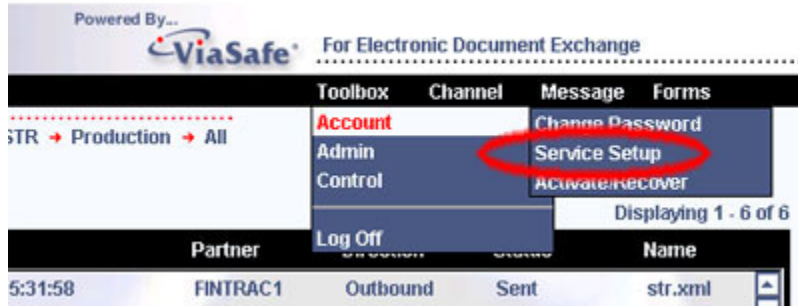 Powered By...
ViaSafe For Electronic Document Exchange
Toolbox Channel Message Forms
Account Change Password
STR → Production → All
Admin Service Setup
Control Activate/Recover
Displaying 1 - 6 of 6
Log Off
Partner Direction Status Name
5:31:58 FINTRAC1 Outbound Sent str.xml